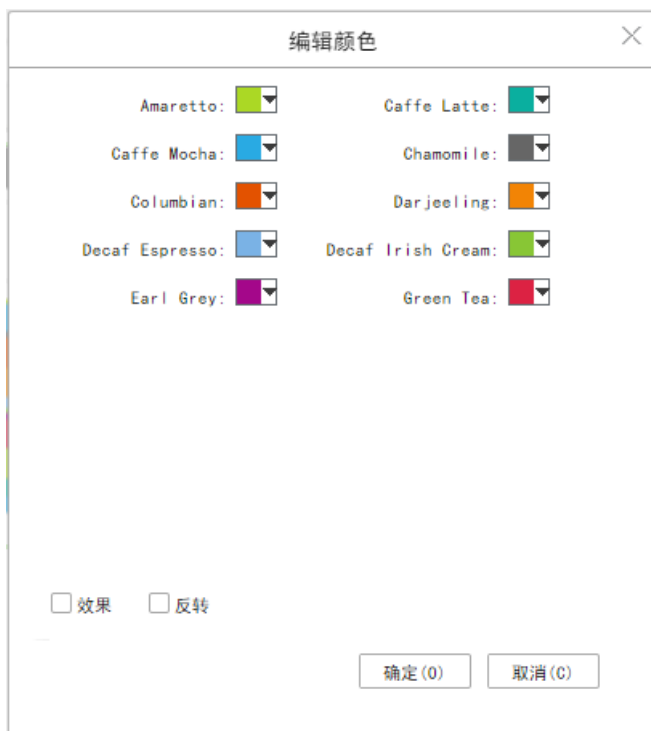 编辑颜色
Amaretto: Caffe Latte:
Caffe Mocha: Chamomile:
Columbian: Darjeeling:
Decaf Espresso: Decaf Irish Cream:
Earl Grey: Green Tea:
效果 反转
确定(O) 取消(C)